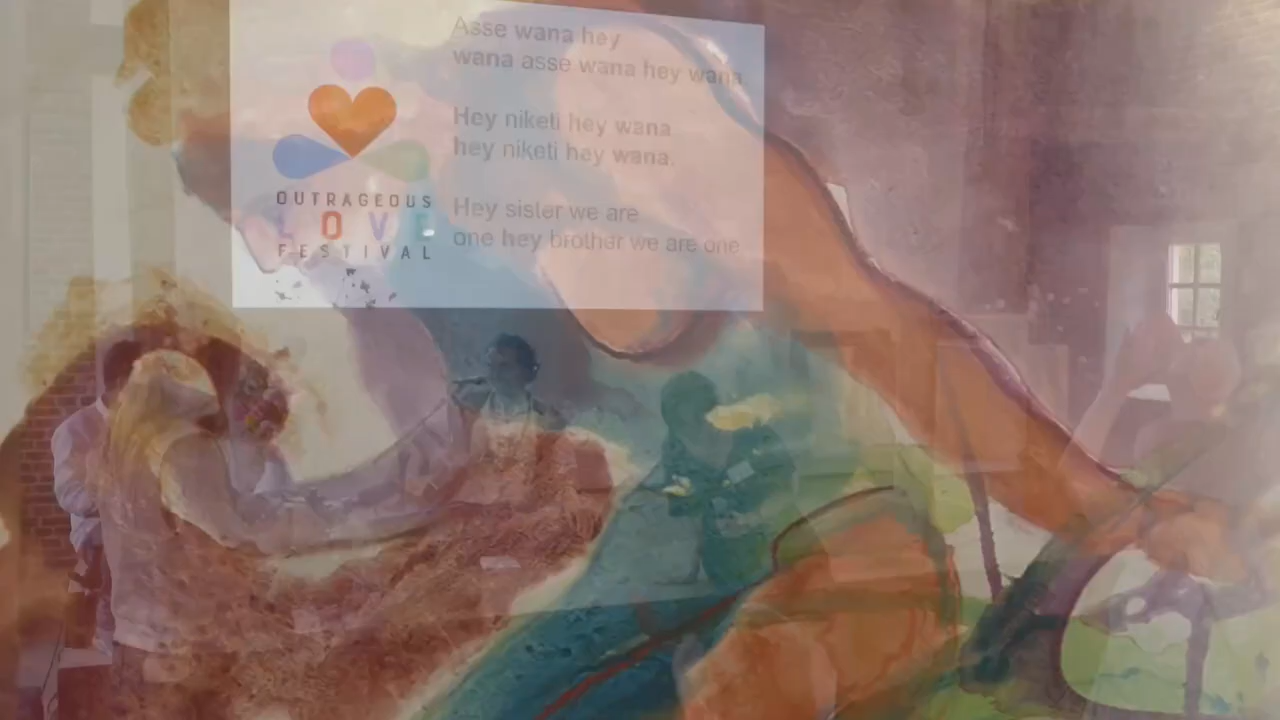 Asse wana hey
wana asse wana hey wana
Hey niketi hey wana
hey niketi hey wana.
Hey sister we are
one hey brother we are one
OUTRAGEOUS
LOVE
FESTIVAL